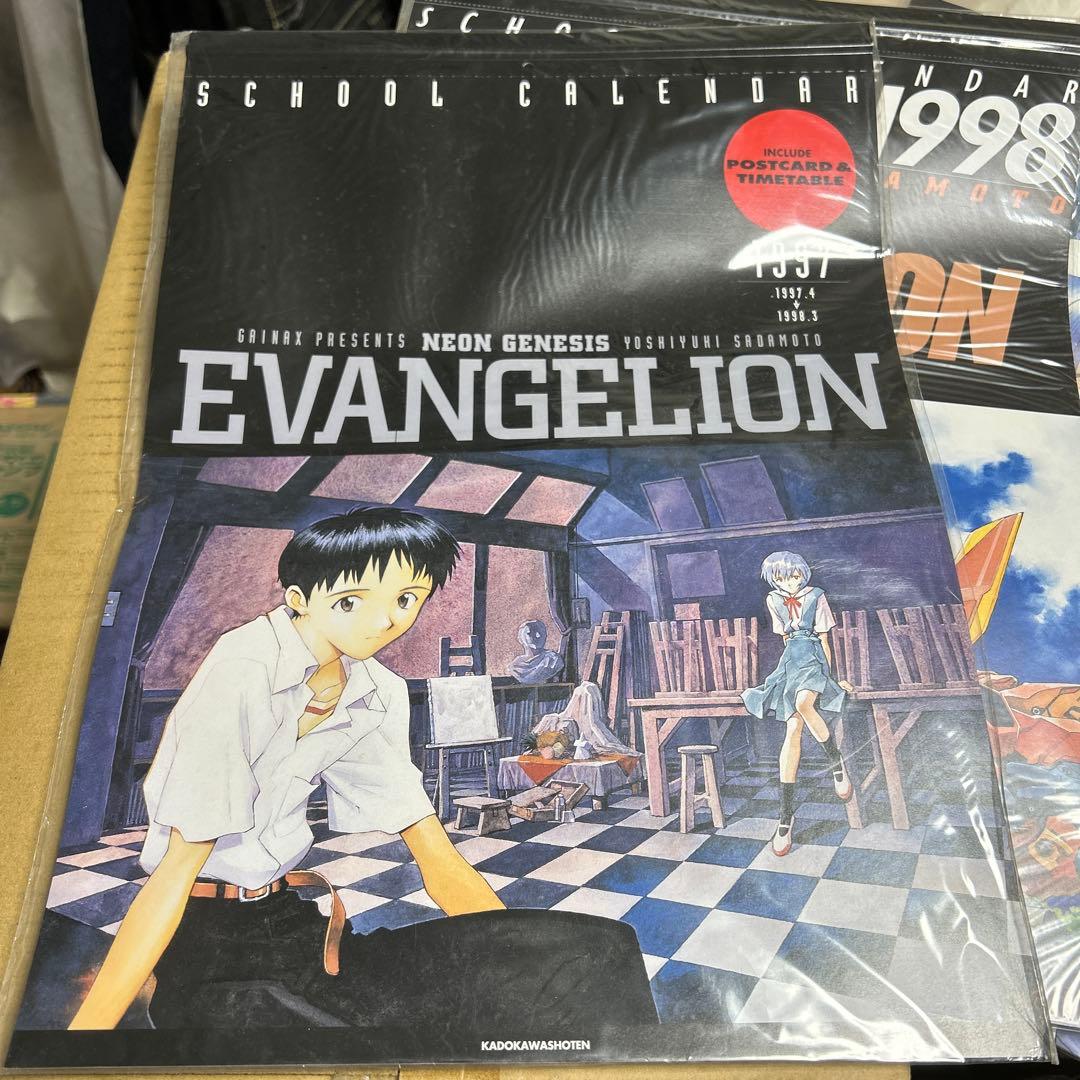 SCHOOL CALENDAR
INCLUDE
POSTCARD &
TIMETABLE
1997
.1997.4
1998.3
GAINAX PRESENTS NEON GENESIS YOSHIYUKI SADAMOTO
EVANGELION
KADOKAWASHOTEN
SCHO
NDAR
1998
AMOTO
ON